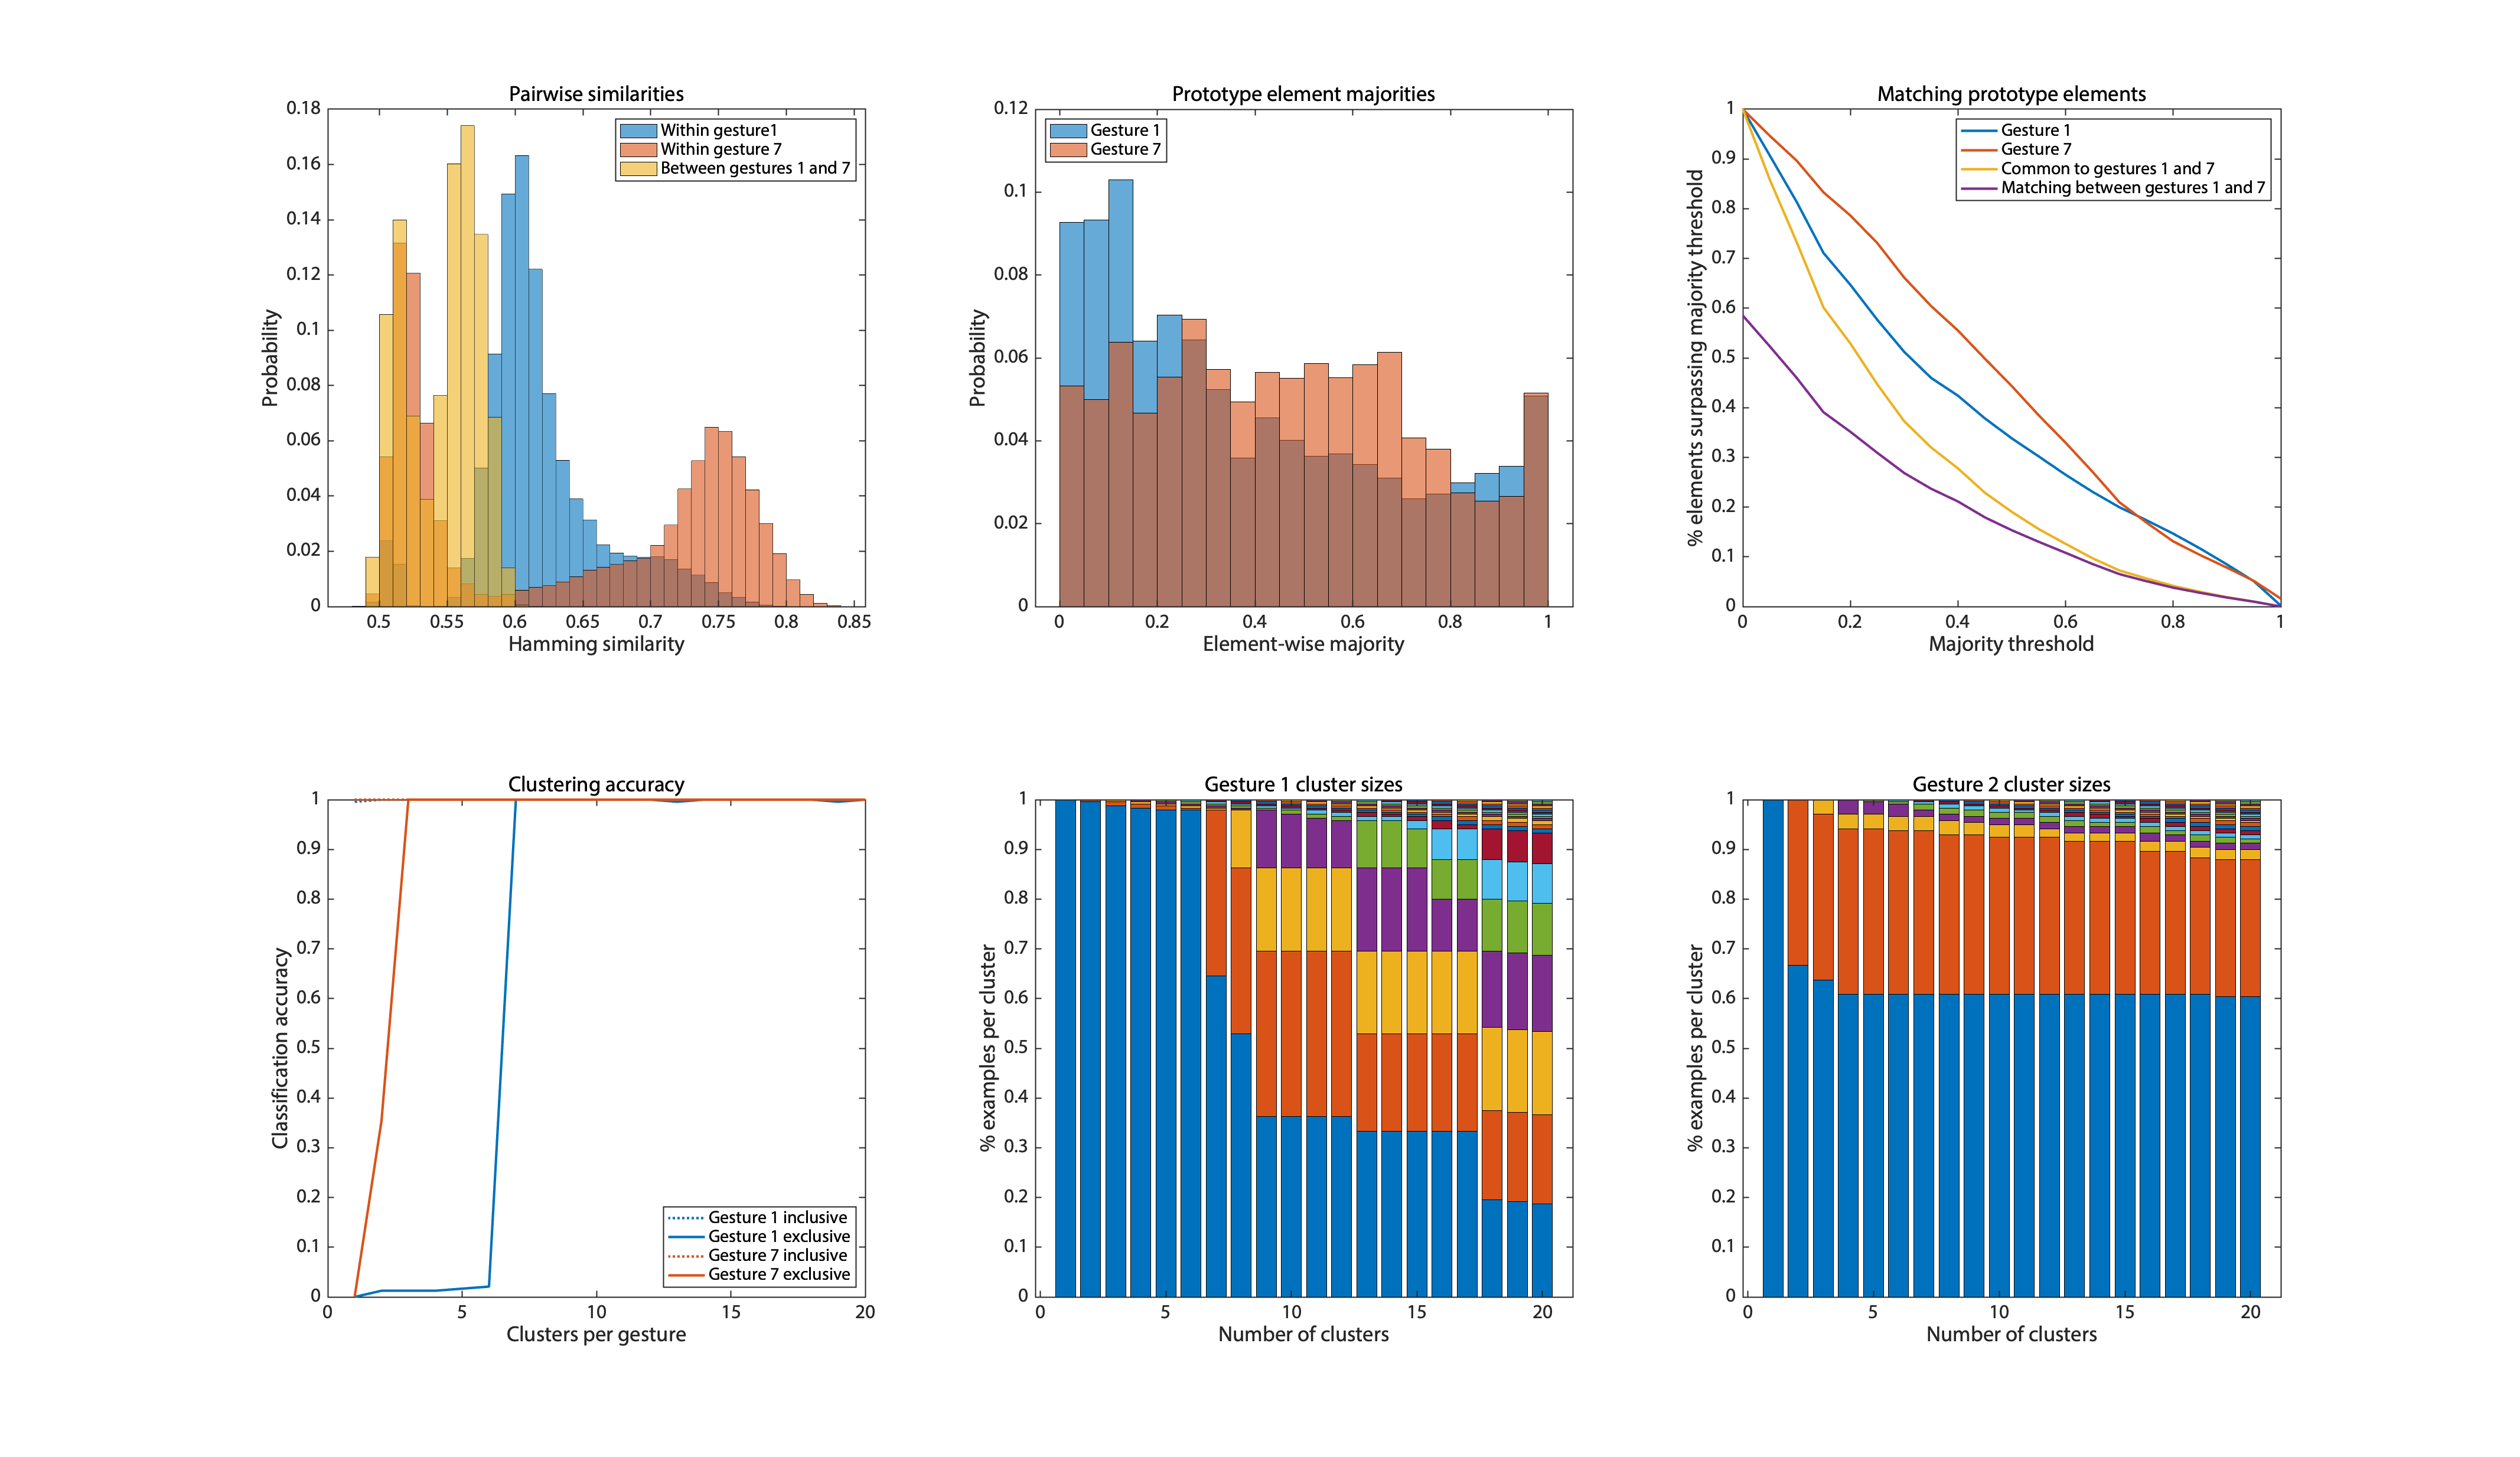 Pairwise similarities
0.18
0.16
0.14
0.12
0.1
0.08
0.06
0.04
0.02
0
Probability
Within gesture1
Within gesture 7
Between gestures 1 and 7
0.5 0.55 0.6 0.65 0.7 0.75 0.8 0.85
Hamming similarity
Prototype element majorities
0.12
0.1
0.08
0.06
0.04
0.02
0
Probability
Gesture 1
Gesture 7
0 0.2 0.4 0.6 0.8 1
Element-wise majority
Matching prototype elements
1
0.9
0.8
0.7
0.6
0.5
0.4
0.3
0.2
0.1
0
% elements surpassing majority threshold
Gesture 1
Gesture 7
Common to gestures 1 and 7
Matching between gestures 1 and 7
0 0.2 0.4 0.6 0.8 1
Majority threshold
Clustering accuracy
1
0.9
0.8
0.7
0.6
0.5
0.4
0.3
0.2
0.1
0
Classification accuracy
Gesture 1 inclusive
Gesture 1 exclusive
Gesture 7 inclusive
Gesture 7 exclusive
0 5 10 15 20
Clusters per gesture
Gesture 1 cluster sizes
1
0.9
0.8
0.7
0.6
0.5
0.4
0.3
0.2
0.1
0
% examples per cluster
0 5 10 15 20
Number of clusters
Gesture 2 cluster sizes
1
0.9
0.8
0.7
0.6
0.5
0.4
0.3
0.2
0.1
0
% examples per cluster
0 5 10 15 20
Number of clusters